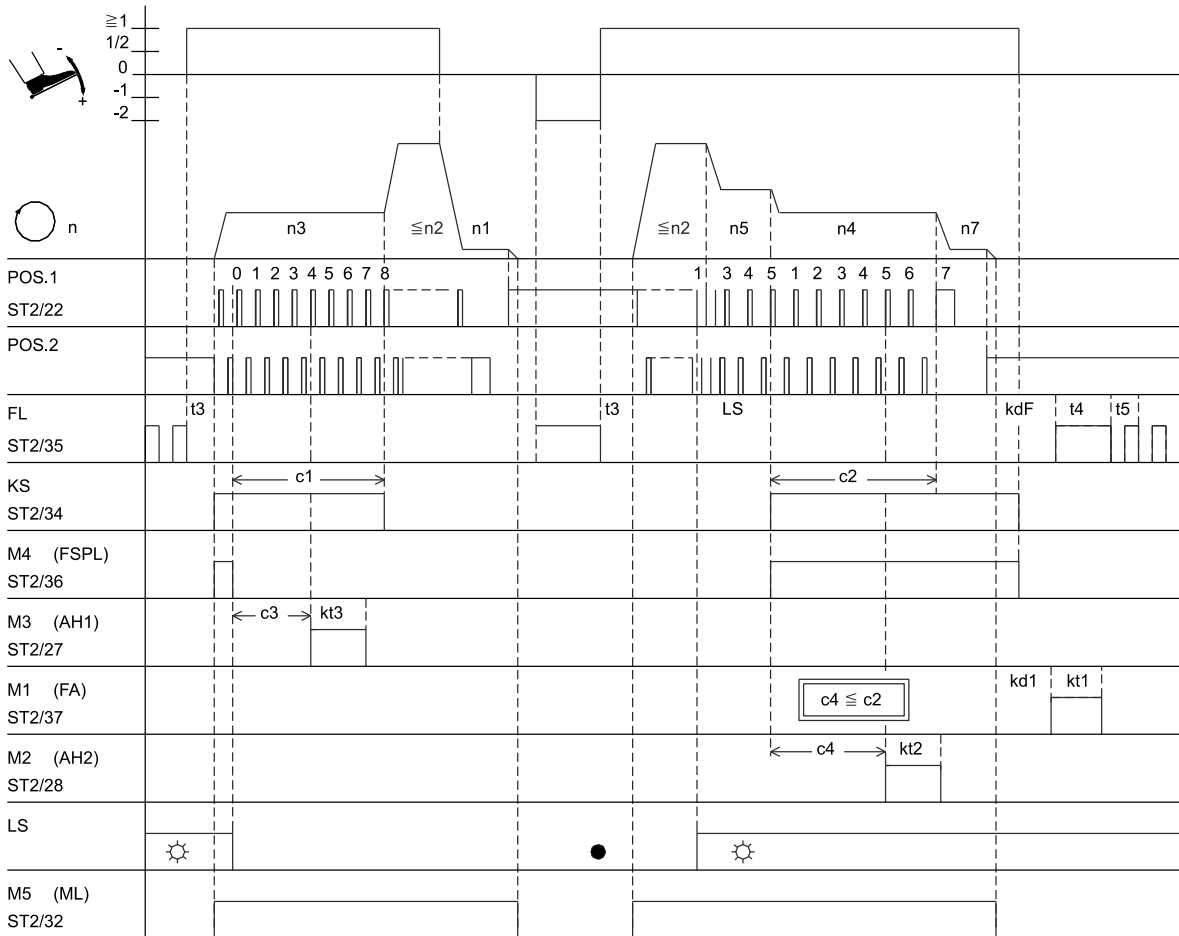 ≧1
1/2
0
-1
-2
-
+
n
n3
≦n2
n1
≦n2
n5
n4
n7
POS.1
0 1 2 3 4 5 6 7 8
1 3 4 5 1 2 3 4 5 6 7
ST2/22
POS.2
FL
t3
t3
LS
kdF
t4
t5
ST2/35
KS
c1
c2
ST2/34
M4 (FSPL)
ST2/36
M3 (AH1)
c3
kt3
ST2/27
M1 (FA)
c4 ≦ c2
kd1
kt1
ST2/37
M2 (AH2)
c4
kt2
ST2/28
LS
M5 (ML)
ST2/32